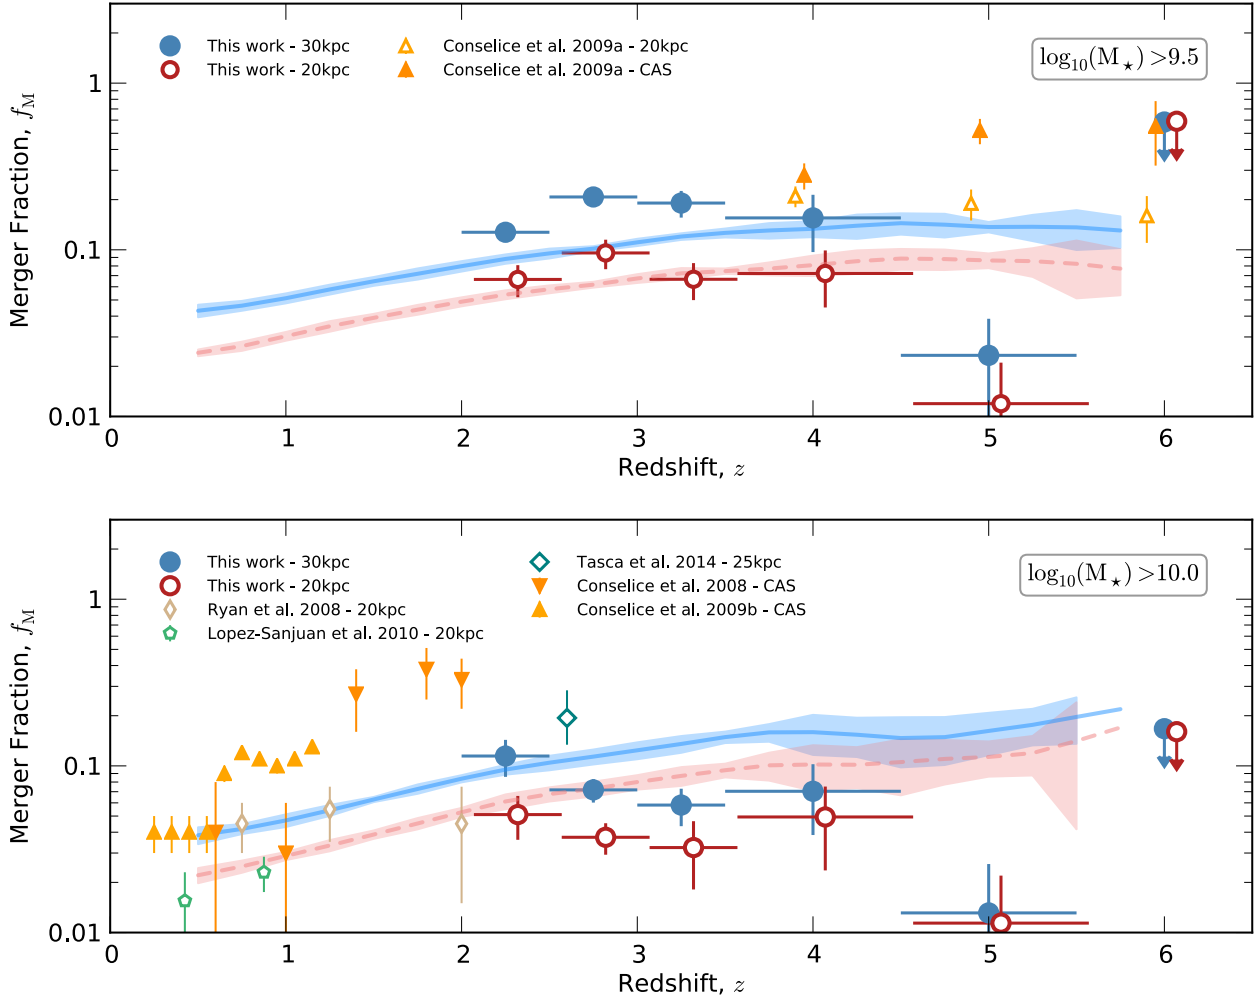 This work - 30kpc
This work - 20kpc
Conselice et al. 2009a - 20kpc
Conselice et al. 2009a - CAS
log₁₀(M⋆) >9.5
Merger Fraction, f_M
1
0.1
0.01
0 1 2 3 4 5 6
Redshift, z
This work - 30kpc
This work - 20kpc
Ryan et al. 2008 - 20kpc
Lopez-Sanjuan et al. 2010 - 20kpc
Tasca et al. 2014 - 25kpc
Conselice et al. 2008 - CAS
Conselice et al. 2009b - CAS
log₁₀(M⋆) >10.0
Merger Fraction, f_M
1
0.1
0.01
0 1 2 3 4 5 6
Redshift, z